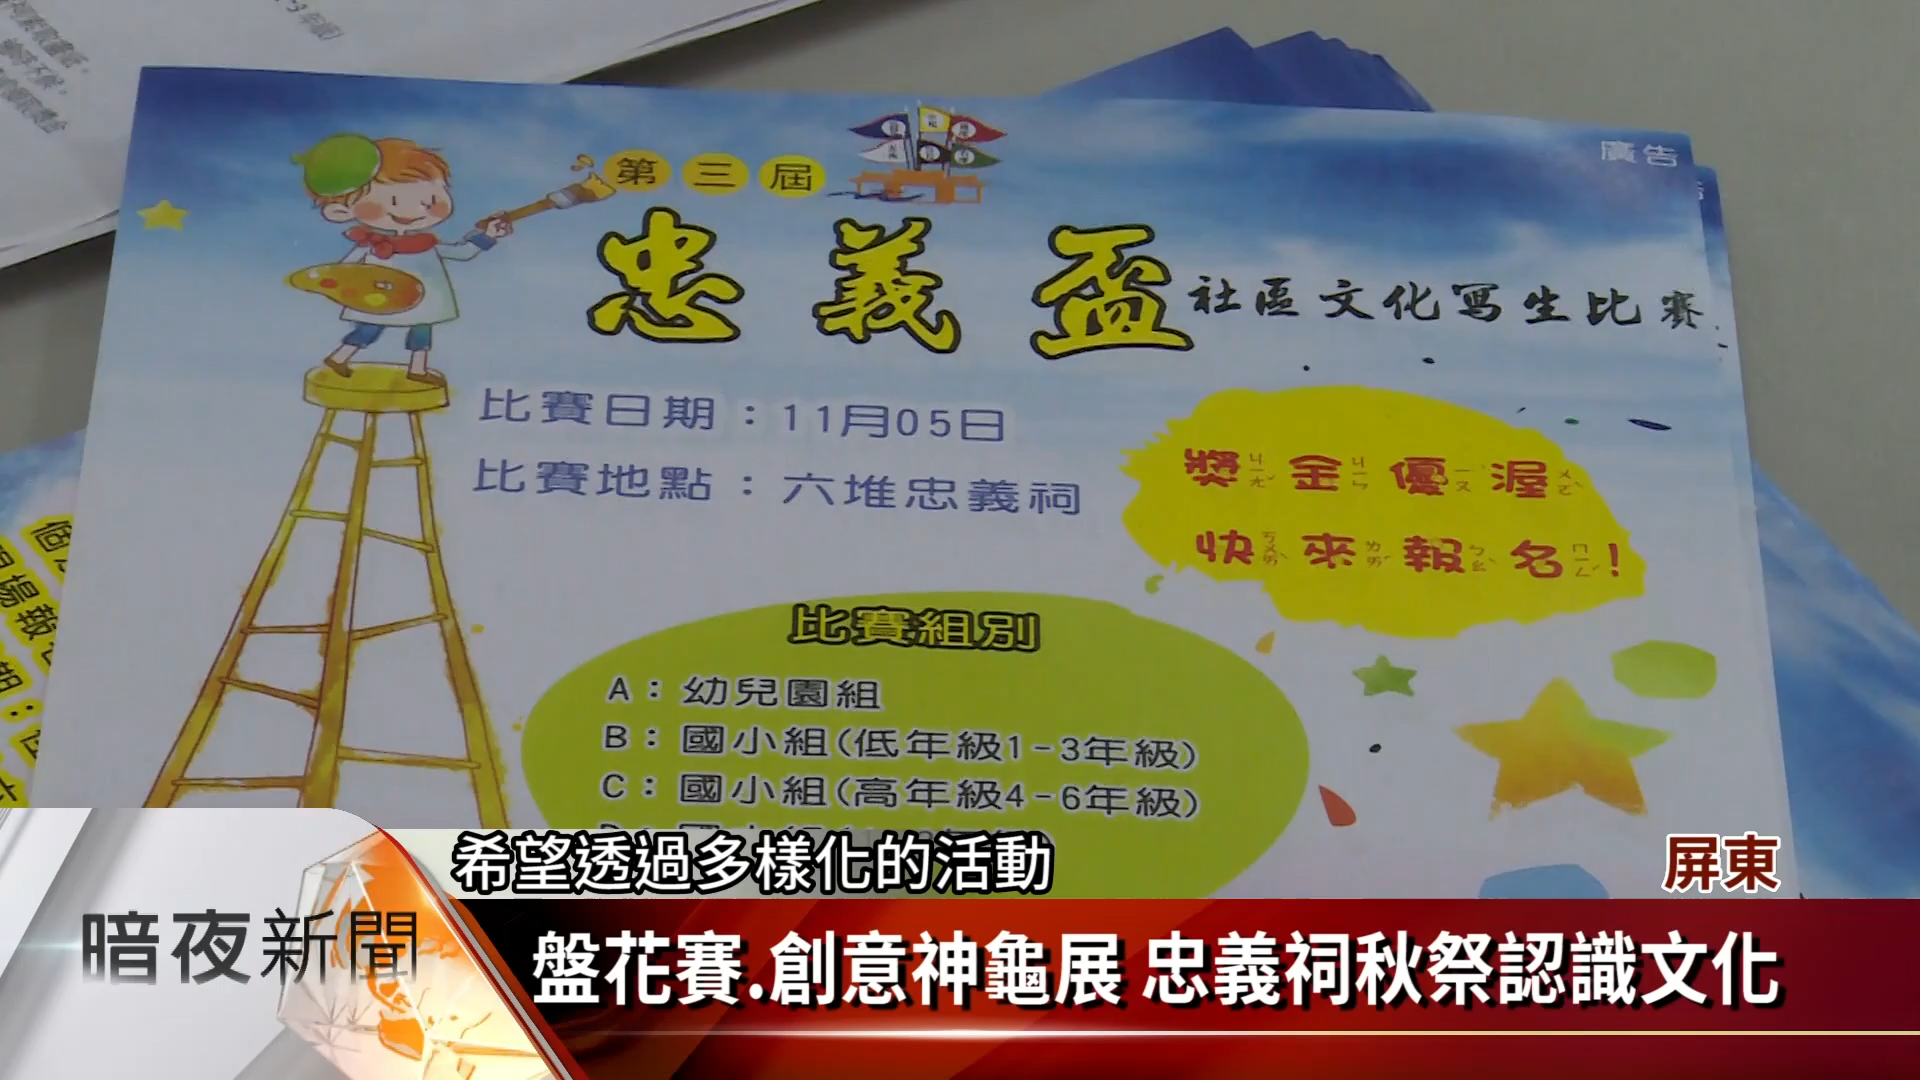 廣告
第三屆
忠義盃社區文化寫生比賽
比賽日期：11月05日
比賽地點：六堆忠義祠
獎金優渥
快來報名！
比賽組別
A：幼兒園組
B：國小組(低年級1-3年級)
C：國小組(高年級4-6年級)
希望透過多樣化的活動
屏東
暗夜新聞
盤花賽.創意神龜展 忠義祠秋祭認識文化